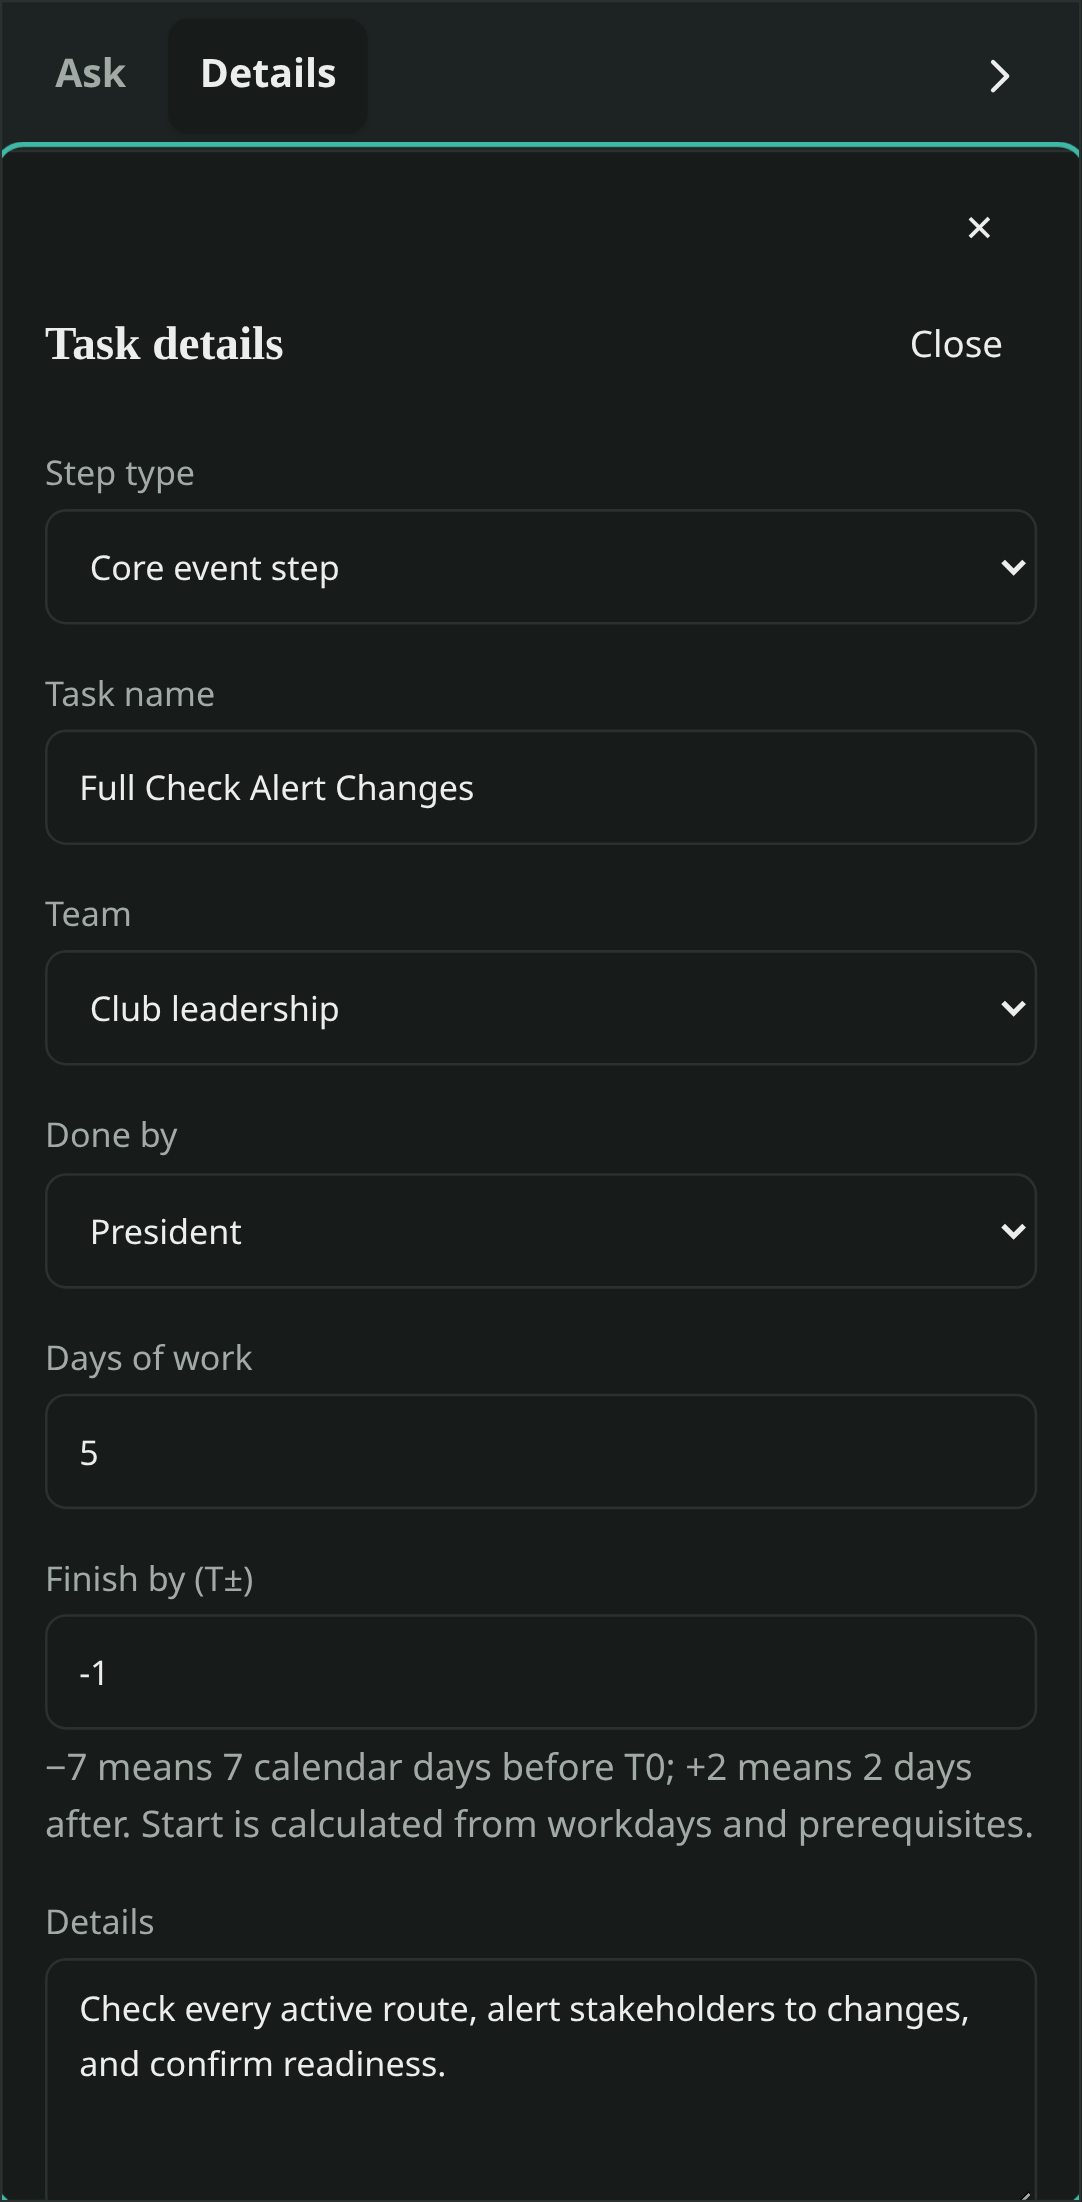 Ask Details
Task details Close
Step type
Core event step
Task name
Full Check Alert Changes
Team
Club leadership
Done by
President
Days of work
5
Finish by (T±)
-1
−7 means 7 calendar days before T0; +2 means 2 days
after. Start is calculated from workdays and prerequisites.
Details
Check every active route, alert stakeholders to changes,
and confirm readiness.